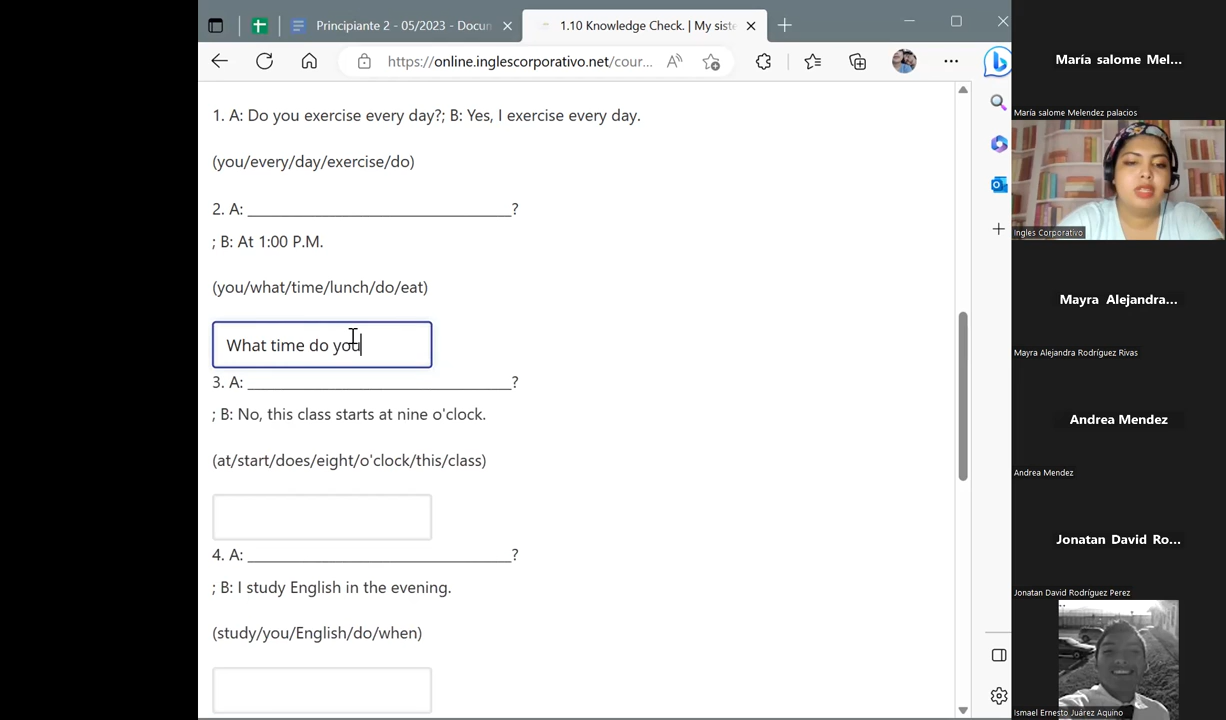 Principiante 2 - 05/2023 - Docun
1.10 Knowledge Check. | My siste
https://online.inglescorporativo.net/cour...
1. A: Do you exercise every day?; B: Yes, I exercise every day.
(you/every/day/exercise/do)
2. A: ______________________________?
; B: At 1:00 P.M.
(you/what/time/lunch/do/eat)
What time do you
3. A: ______________________________?
; B: No, this class starts at nine o'clock.
(at/start/does/eight/o'clock/this/class)
4. A: ______________________________?
; B: I study English in the evening.
(study/you/English/do/when)
María salome Mel...
María salome Melendez palacios
Ingles Corporativo
Mayra Alejandra...
Mayra Alejandra Rodríguez Rivas
Andrea Mendez
Andrea Mendez
Jonatan David Ro...
Jonatan David Rodríguez Perez
Ismael Ernesto Juárez Aquino